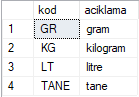 kod aciklama
1 GR gram
2 KG kilogram
3 LT litre
4 TANE tane